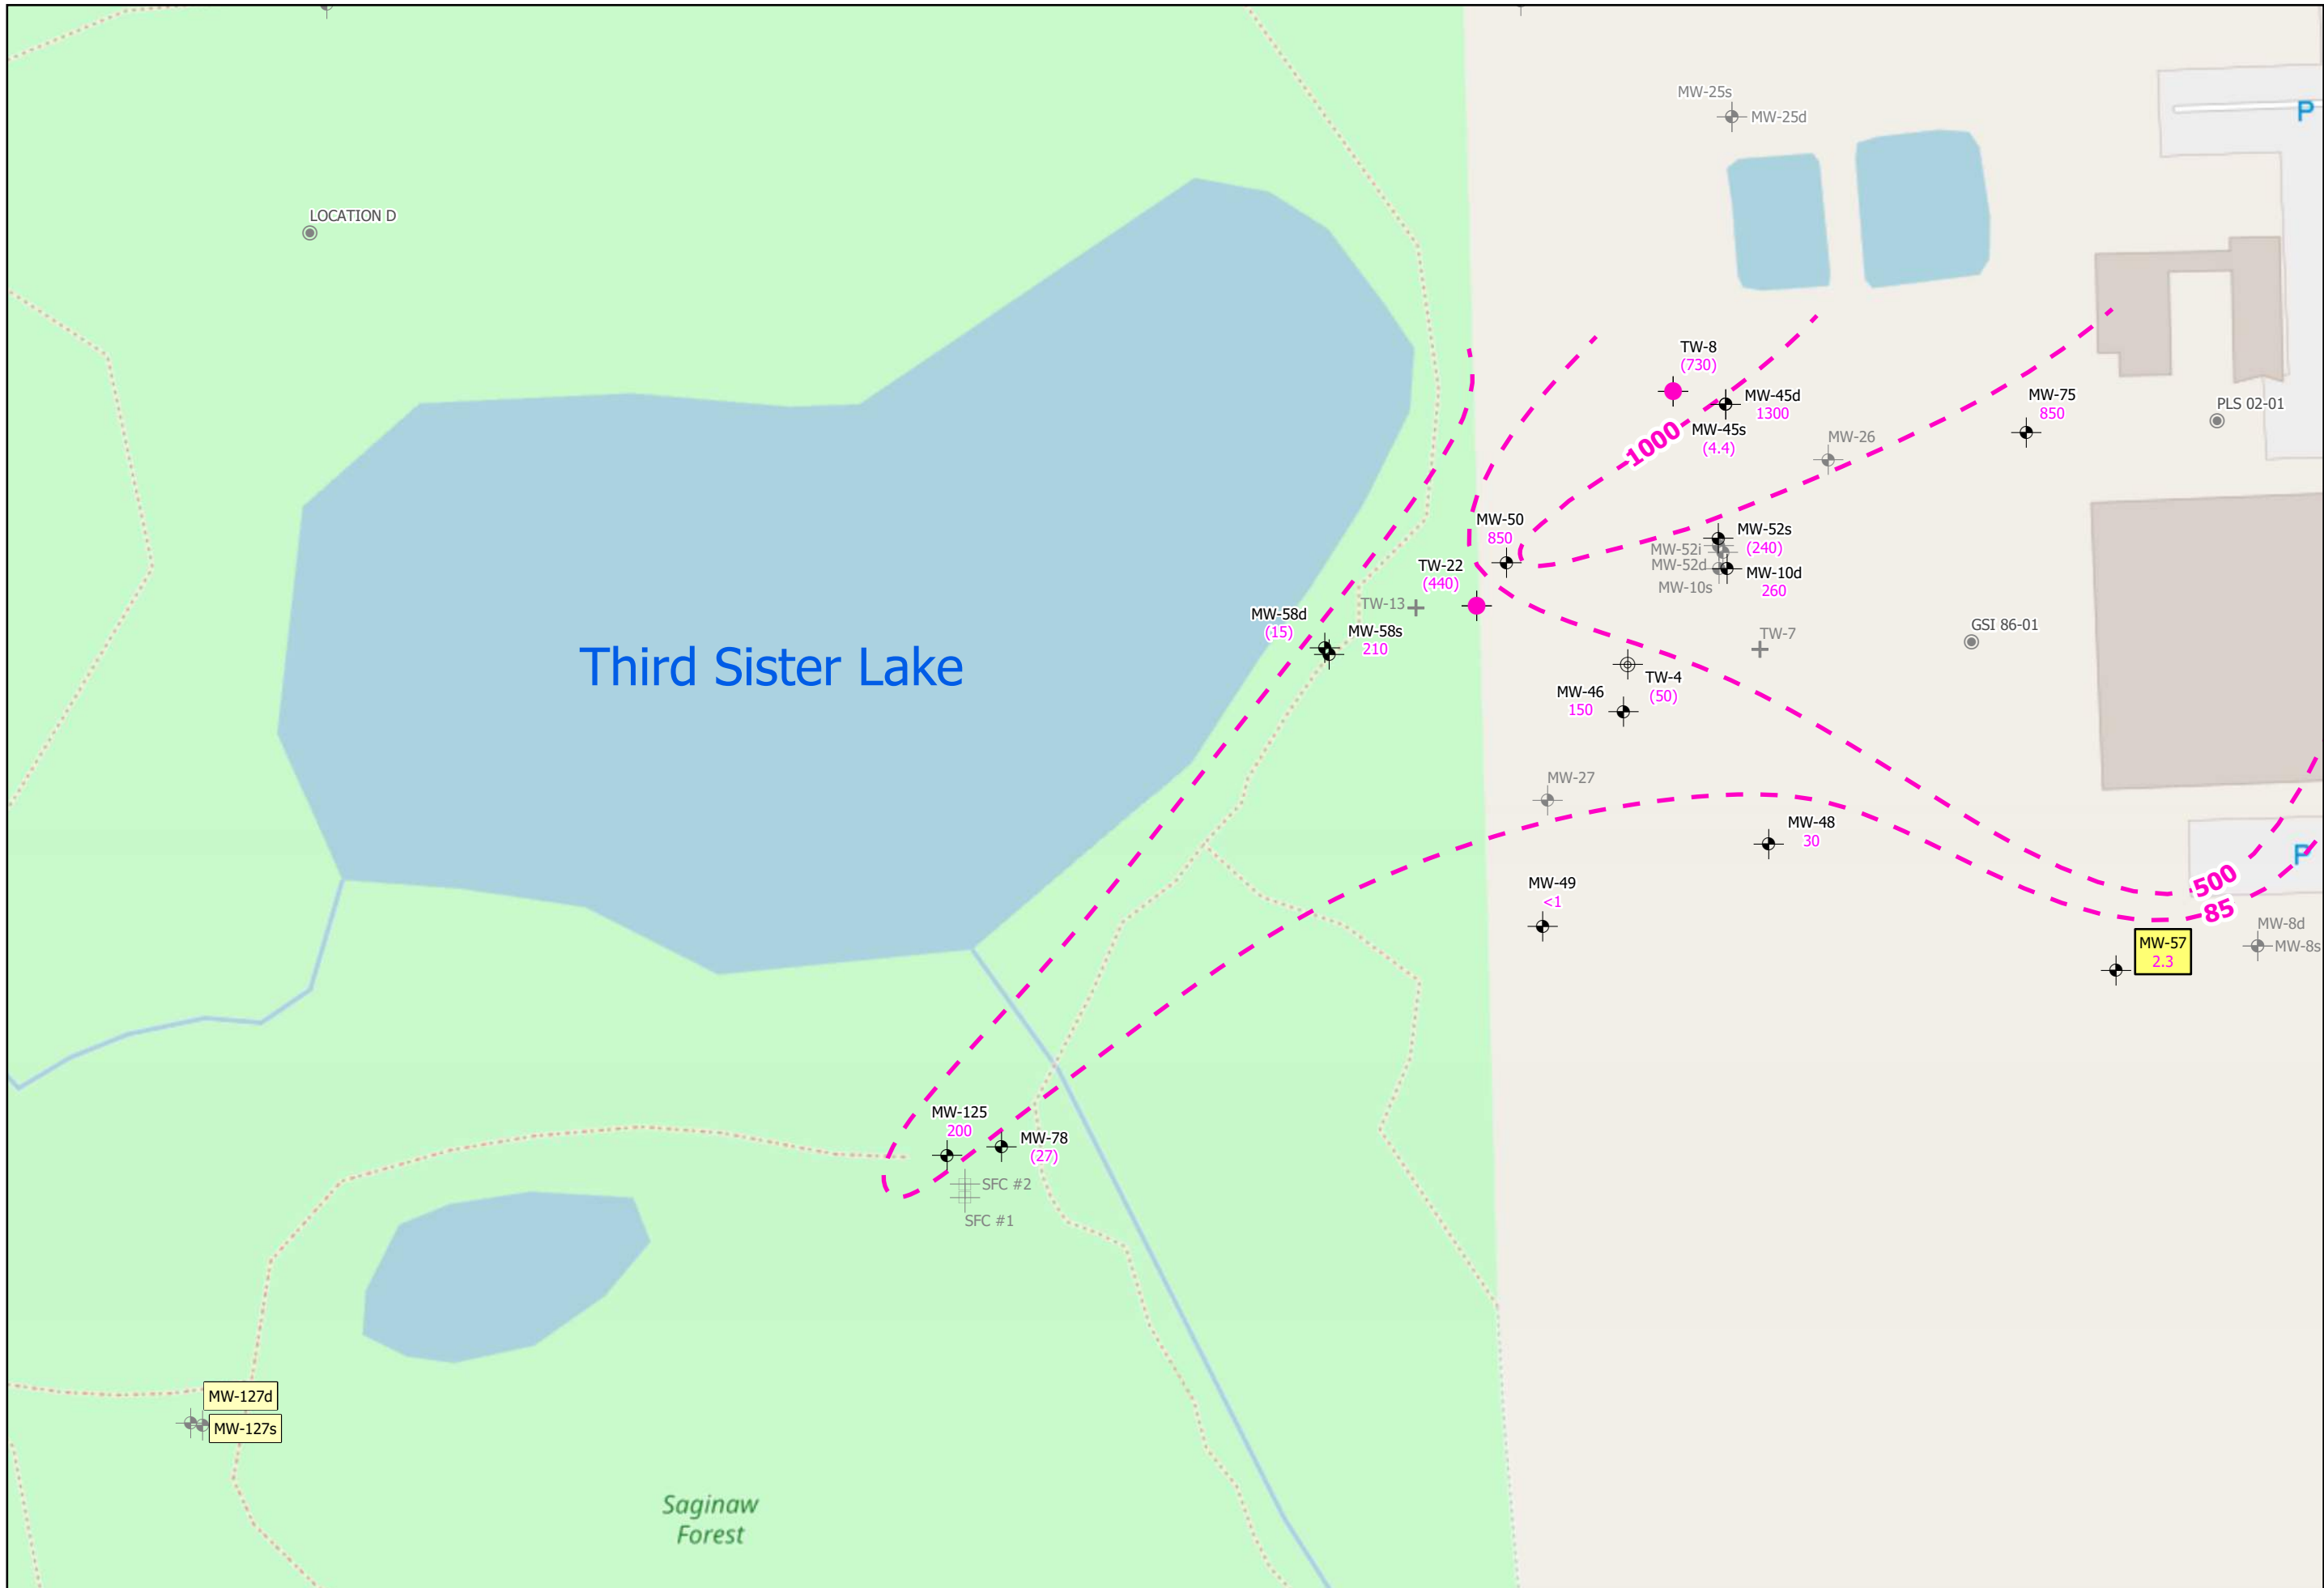 MW-25s
MW-25d
P
LOCATION D
TW-8
(730)
MW-45d
1300
MW-75
850
PLS 02-01
1000
MW-45s
(4.4)
MW-26
MW-50
850
MW-52s
(240)
MW-52i
MW-52d
TW-22
(440)
MW-10d
260
MW-10s
TW-13
MW-58d
(15)
MW-58s
210
TW-7
GSI 86-01
Third Sister Lake
TW-4
(50)
MW-46
150
MW-27
MW-48
30
P
500
85
MW-49
<1
MW-8d
MW-8s
MW-57
2.3
MW-125
200
MW-78
(27)
SFC #2
SFC #1
MW-127d
MW-127s
Saginaw
Forest